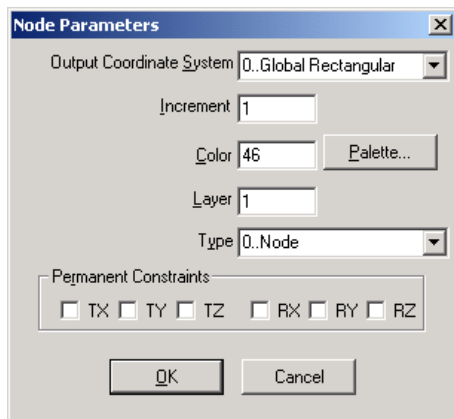 Node Parameters
Output Coordinate System 0..Global Rectangular
Increment 1
Color 46 Palette...
Layer 1
Type 0..Node
Permanent Constraints
TX TY TZ RX RY RZ
OK Cancel